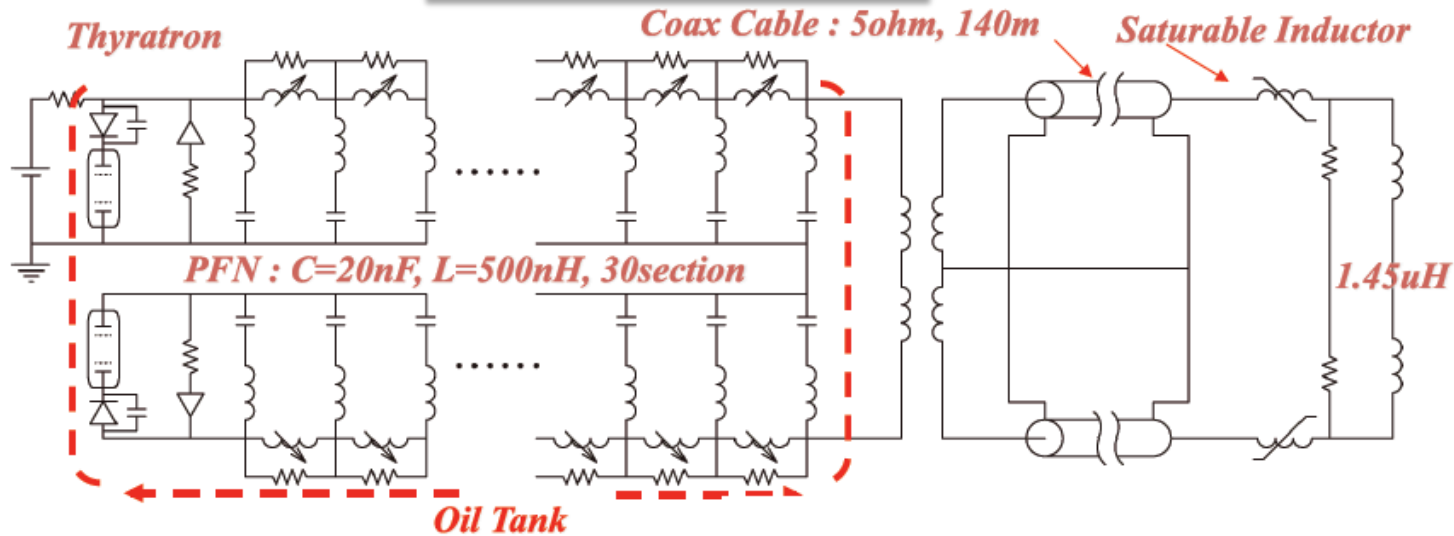 Thyratron
Coax Cable : 5ohm, 140m
Saturable Inductor
PFN : C=20nF, L=500nH, 30section
1.45uH
Oil Tank